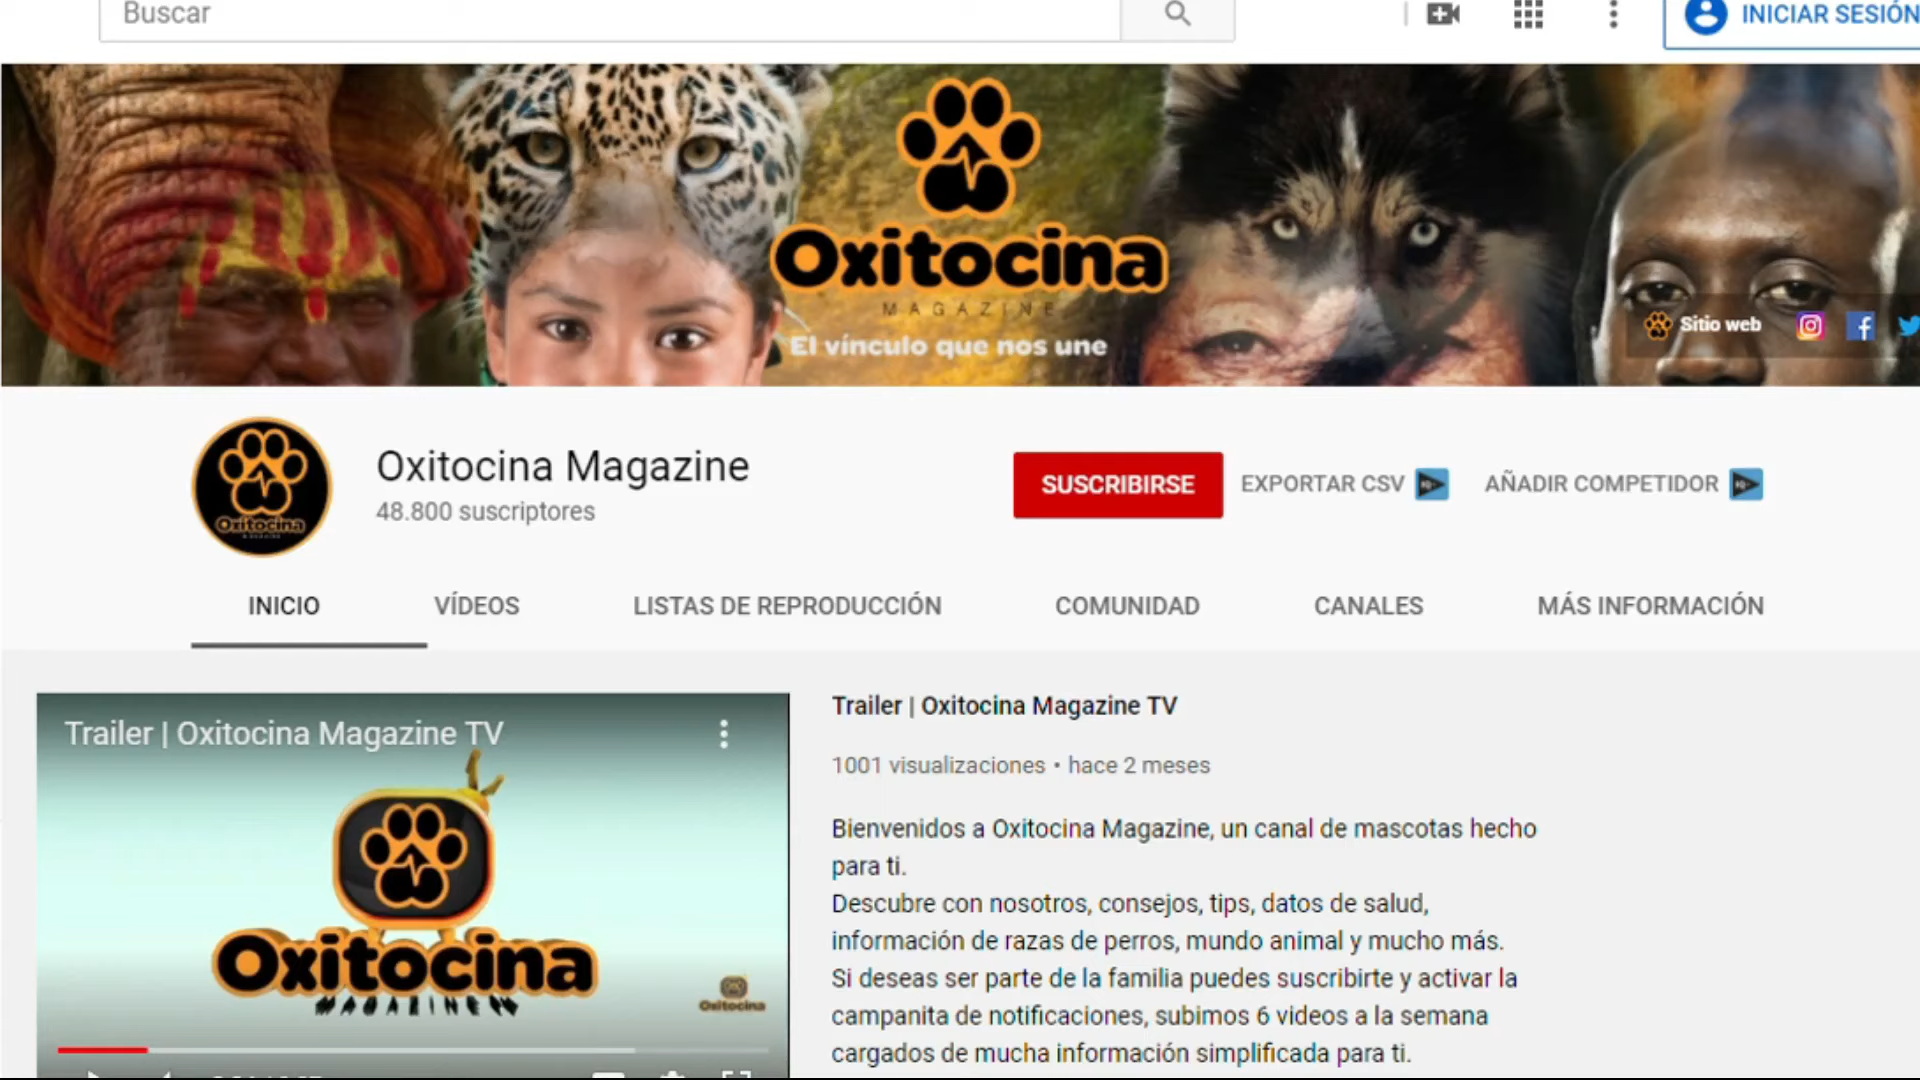 Buscar
INICIAR SESIÓN
Oxitocina
MAGAZINE
El vínculo que nos une
Sitio web
Oxitocina
Oxitocina Magazine
48.800 suscriptores
SUSCRIBIRSE
EXPORTAR CSV
AÑADIR COMPETIDOR
INICIO
VÍDEOS
LISTAS DE REPRODUCCIÓN
COMUNIDAD
CANALES
MÁS INFORMACIÓN
Trailer | Oxitocina Magazine TV
Oxitocina
Oxitocina
Trailer | Oxitocina Magazine TV
1001 visualizaciones • hace 2 meses
Bienvenidos a Oxitocina Magazine, un canal de mascotas hecho
para ti.
Descubre con nosotros, consejos, tips, datos de salud,
información de razas de perros, mundo animal y mucho más.
Si deseas ser parte de la familia puedes suscribirte y activar la
campanita de notificaciones, subimos 6 videos a la semana
cargados de mucha información simplificada para ti.